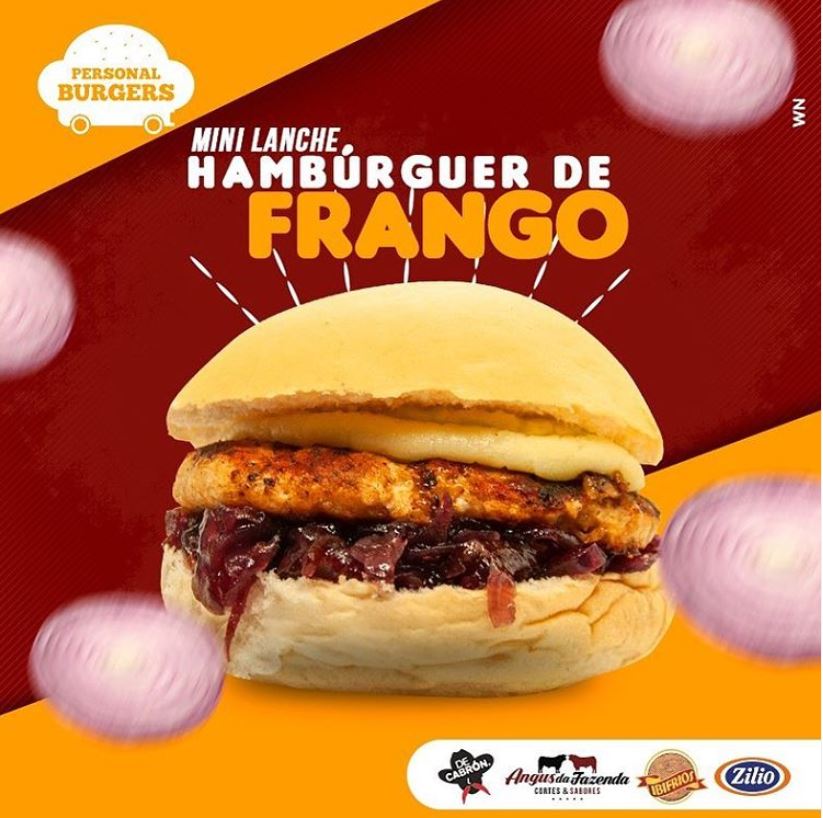 PERSONAL
BURGERS
WN
MINI LANCHE
HAMBÚRGUER DE
FRANGO
DE
CABRÓN.
Angus da Fazenda
CORTES & SABORES
IBIFRIOS
Zilio